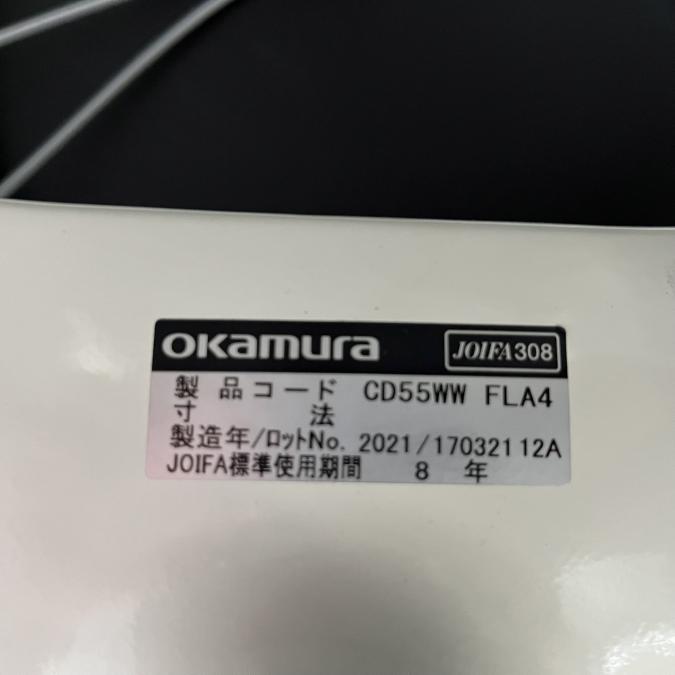 okamura JOIFA308
製品コード CD55WW FLA4
寸法
製造年/ロットNo. 2021/17032112A
JOIFA標準使用期間 8 年